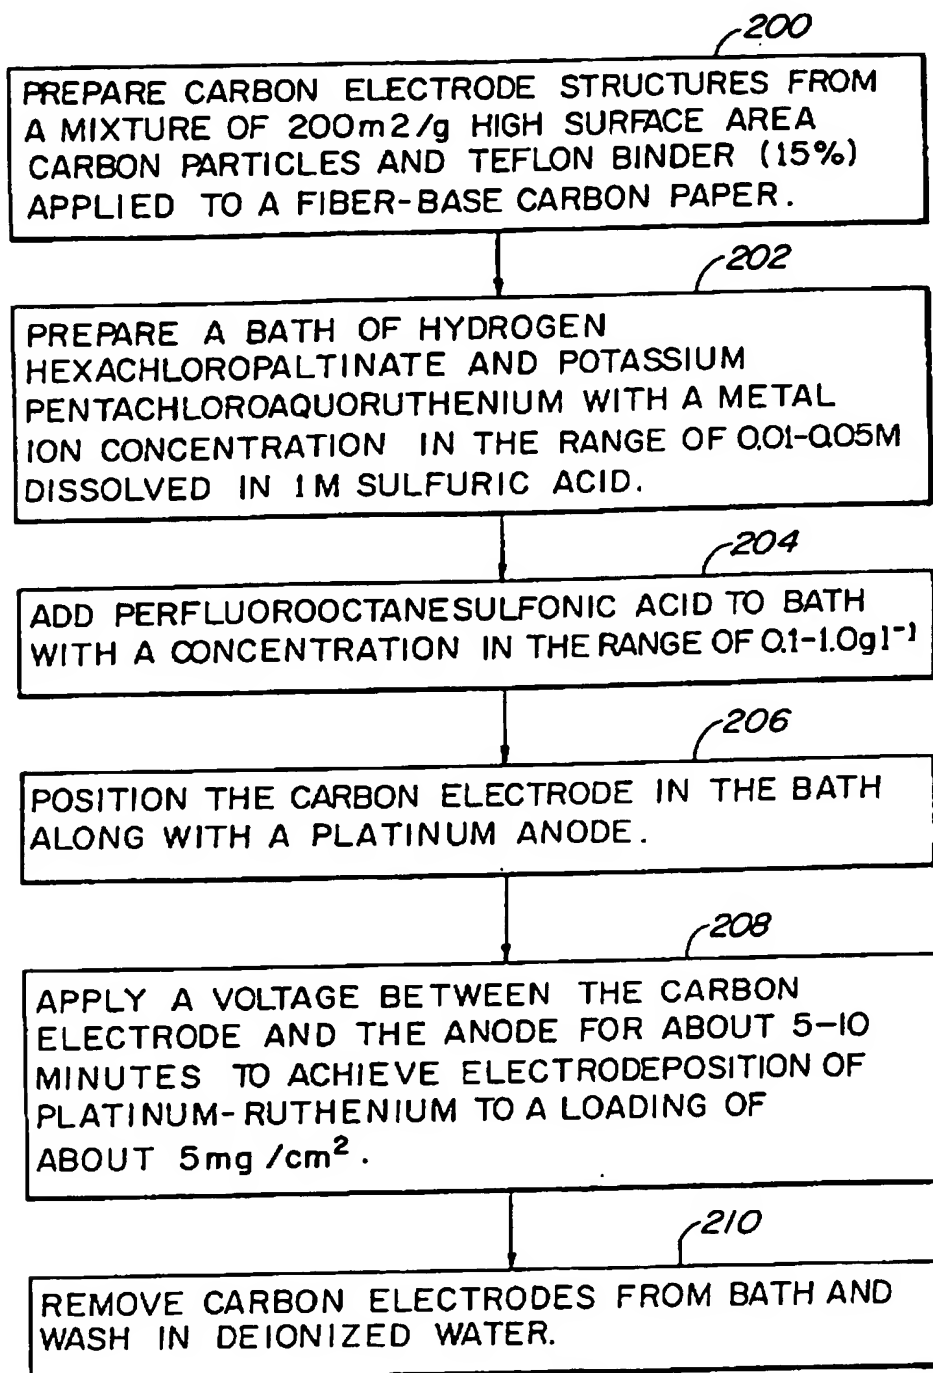 200
PREPARE CARBON ELECTRODE STRUCTURES FROM
A MIXTURE OF 200m2/g HIGH SURFACE AREA
CARBON PARTICLES AND TEFLON BINDER (15%)
APPLIED TO A FIBER-BASE CARBON PAPER.
202
PREPARE A BATH OF HYDROGEN
HEXACHLOROPALTINATE AND POTASSIUM
PENTACHLOROAQUORUTHENIUM WITH A METAL
ION CONCENTRATION IN THE RANGE OF 0.01-0.05M
DISSOLVED IN 1M SULFURIC ACID.
204
ADD PERFLUOROOCTANESULFONIC ACID TO BATH
WITH A CONCENTRATION IN THE RANGE OF 0.1-1.0gl⁻¹
206
POSITION THE CARBON ELECTRODE IN THE BATH
ALONG WITH A PLATINUM ANODE.
208
APPLY A VOLTAGE BETWEEN THE CARBON
ELECTRODE AND THE ANODE FOR ABOUT 5-10
MINUTES TO ACHIEVE ELECTRODEPOSITION OF
PLATINUM-RUTHENIUM TO A LOADING OF
ABOUT 5mg/cm².
210
REMOVE CARBON ELECTRODES FROM BATH AND
WASH IN DEIONIZED WATER.